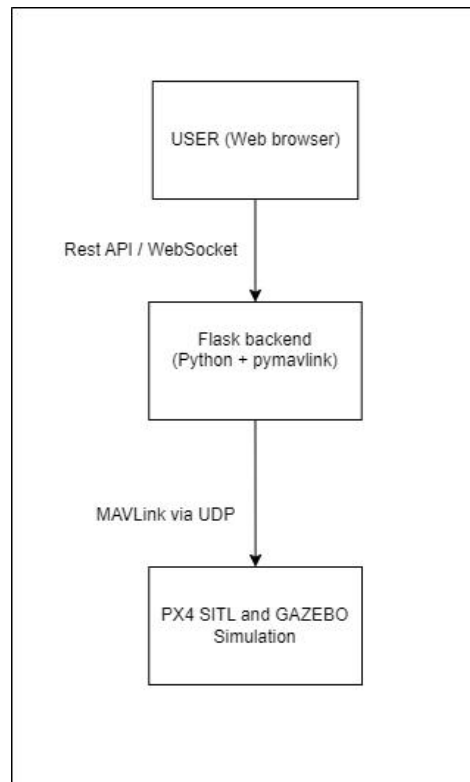 USER (Web browser)
Rest API / WebSocket
Flask backend
(Python + pymavlink)
MAVLink via UDP
PX4 SITL and GAZEBO
Simulation